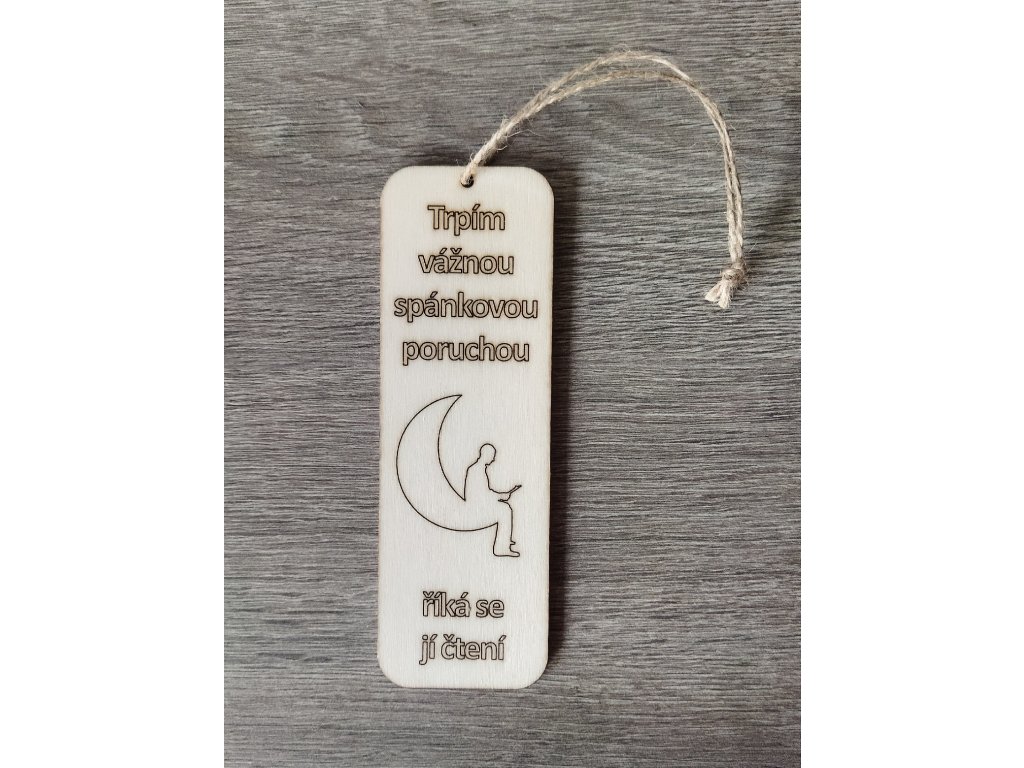 Trpím
vážnou
spánkovou
poruchou
říká se
jí čtení